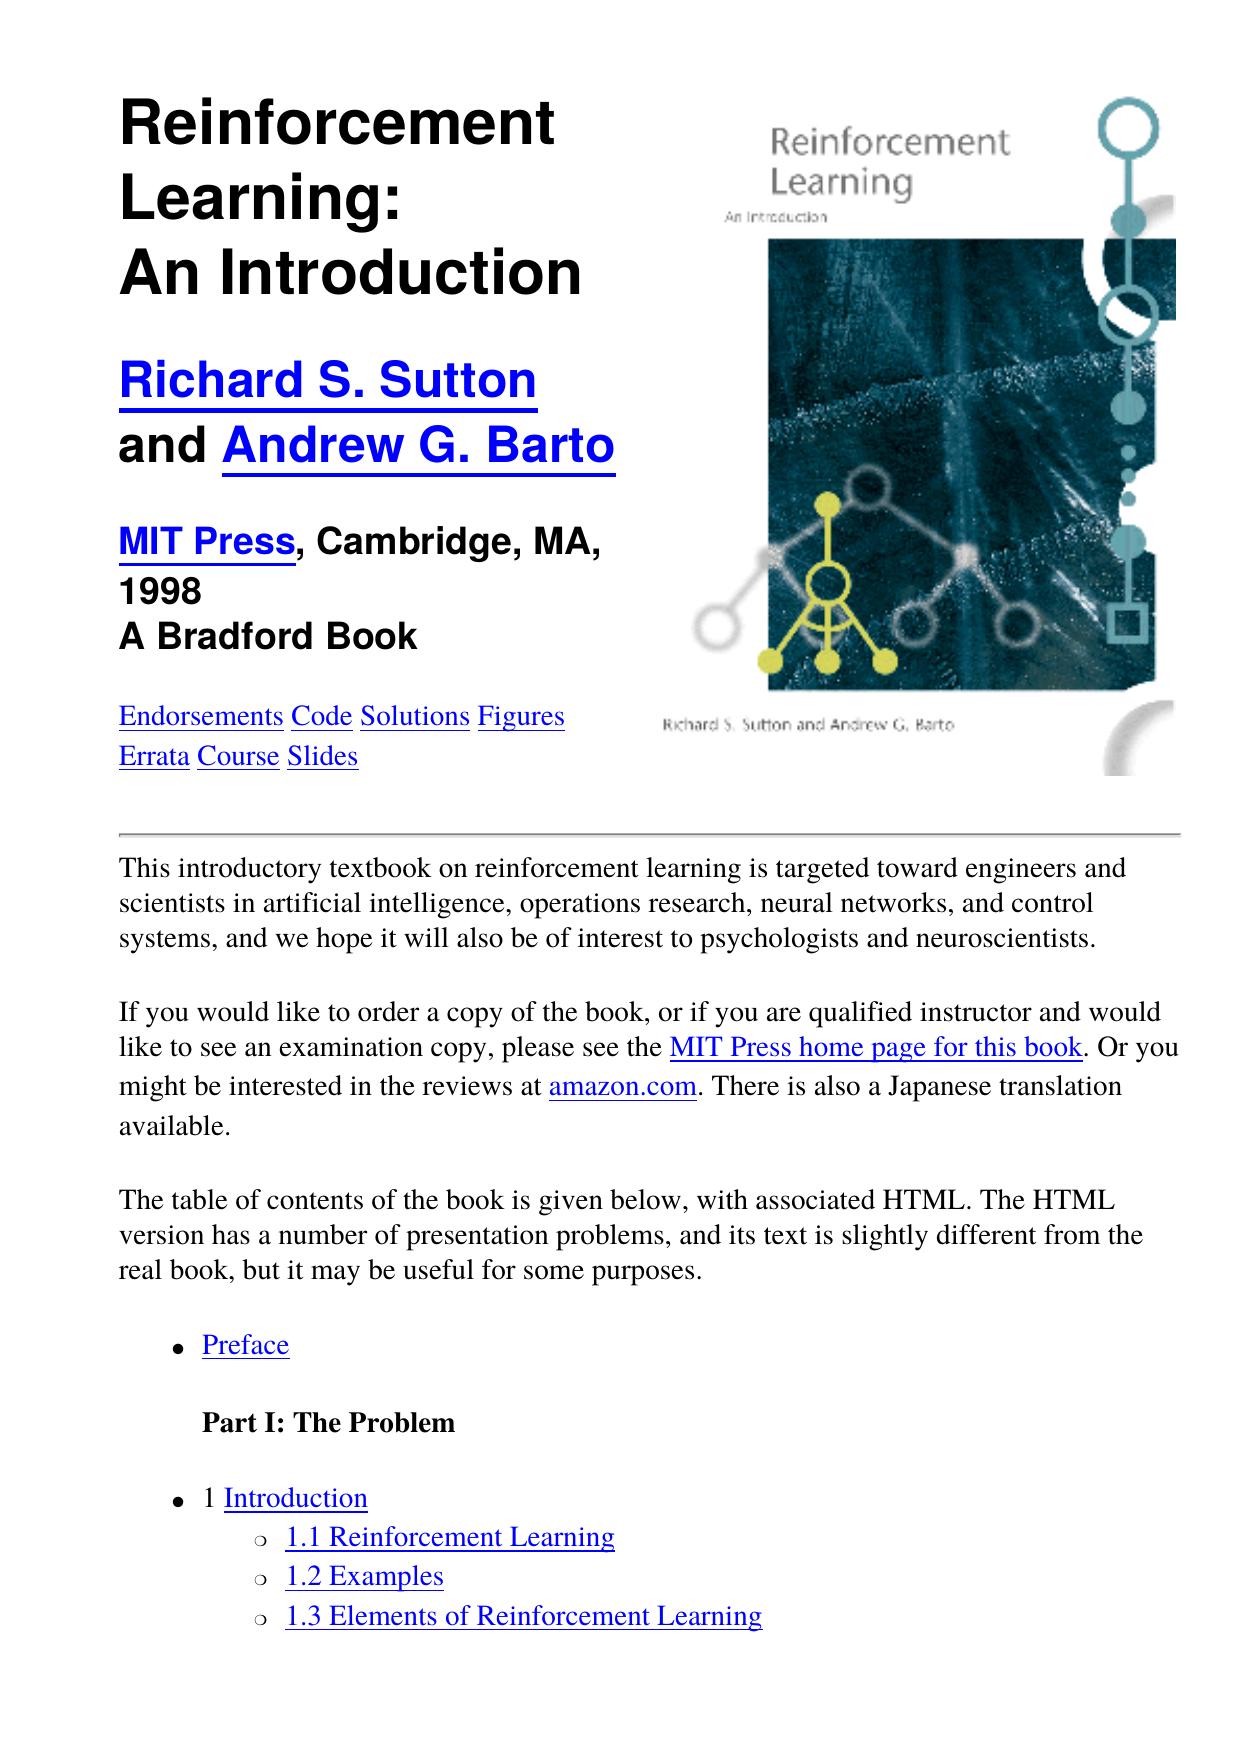 Reinforcement
Learning:
An Introduction
Richard S. Sutton
and Andrew G. Barto
MIT Press, Cambridge, MA,
1998
A Bradford Book
Endorsements Code Solutions Figures
Errata Course Slides
Reinforcement
Learning
An Introduction
Richard S. Sutton and Andrew G. Barto
This introductory textbook on reinforcement learning is targeted toward engineers and
scientists in artificial intelligence, operations research, neural networks, and control
systems, and we hope it will also be of interest to psychologists and neuroscientists.
If you would like to order a copy of the book, or if you are qualified instructor and would
like to see an examination copy, please see the MIT Press home page for this book. Or you
might be interested in the reviews at amazon.com. There is also a Japanese translation
available.
The table of contents of the book is given below, with associated HTML. The HTML
version has a number of presentation problems, and its text is slightly different from the
real book, but it may be useful for some purposes.
● Preface
Part I: The Problem
● 1 Introduction
❍ 1.1 Reinforcement Learning
❍ 1.2 Examples
❍ 1.3 Elements of Reinforcement Learning